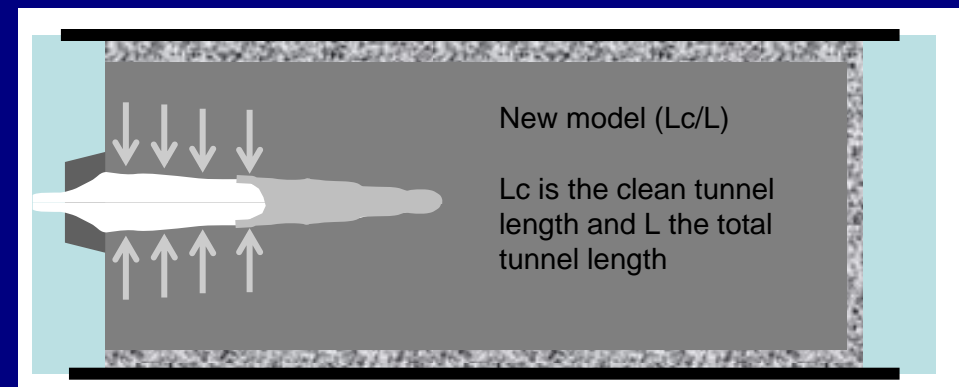 New model (Lc/L)
Lc is the clean tunnel
length and L the total
tunnel length